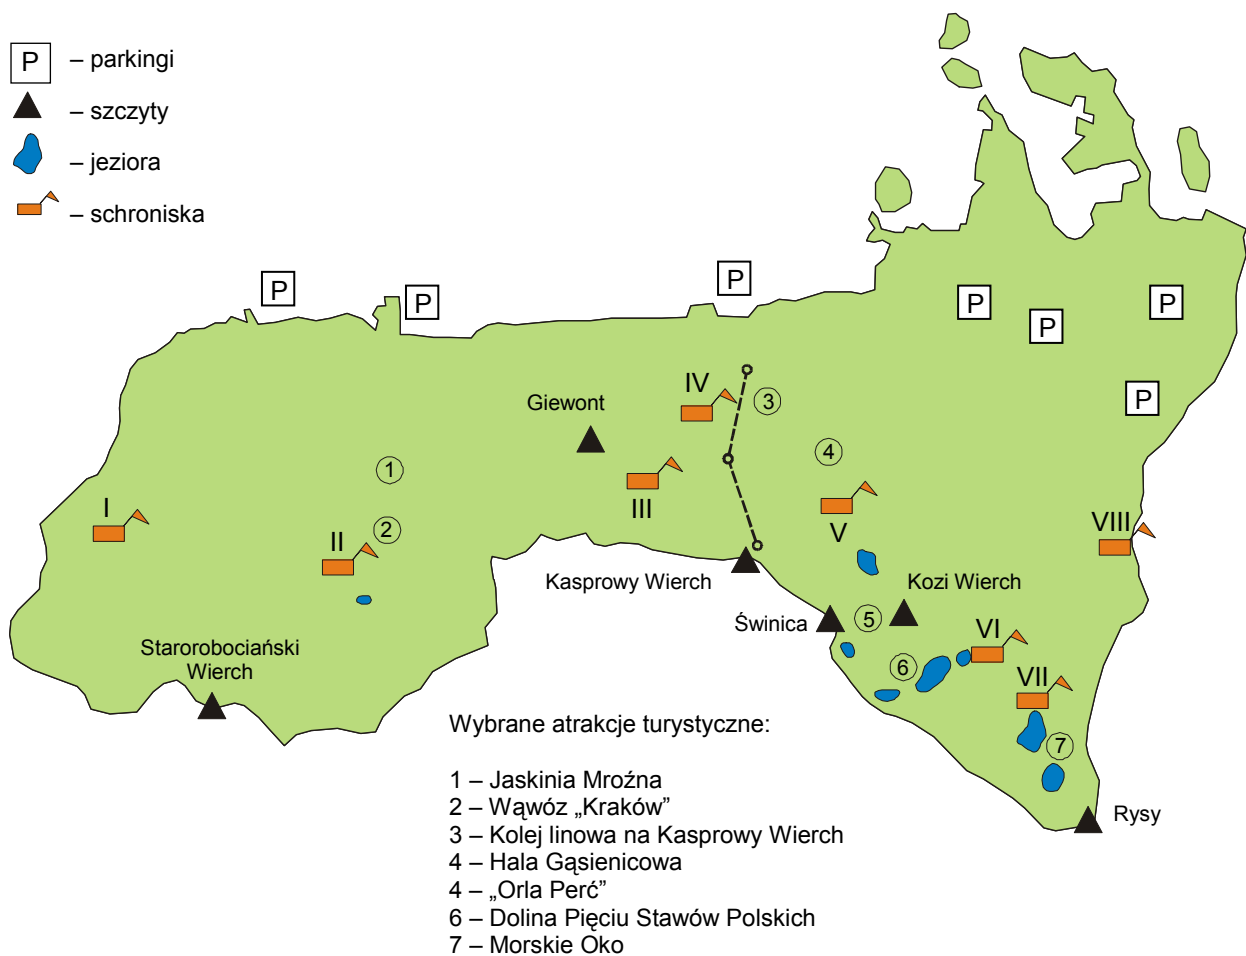 P – parkingi
– szczyty
– jeziora
– schroniska
P
P
P
P
P
P
P
IV
3
Giewont
4
1
III
I
2
II
V
VIII
Kasprowy Wierch
Kozi Wierch
Świnica
5
VI
Starorobociański
Wierch
6
VII
7
Rysy
Wybrane atrakcje turystyczne:
1 – Jaskinia Mroźna
2 – Wąwóz „Kraków”
3 – Kolej linowa na Kasprowy Wierch
4 – Hala Gąsienicowa
4 – „Orla Perć”
6 – Dolina Pięciu Stawów Polskich
7 – Morskie Oko